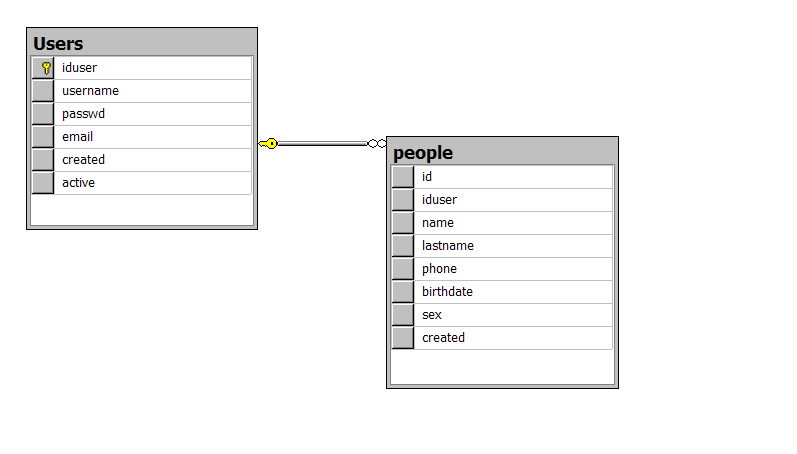 Users
iduser
username
passwd
email
created
active
people
id
iduser
name
lastname
phone
birthdate
sex
created